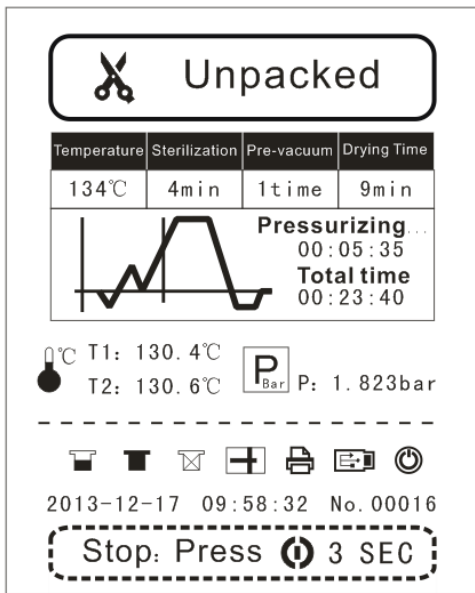 Unpacked
Temperature Sterilization Pre-vacuum Drying Time
134℃ 4min 1time 9min
Pressurizing...
00:05:35
Total time
00:23:40
℃ T1: 130.4℃
T2: 130.6℃
P Bar P: 1.823bar
2013-12-17 09:58:32 No.00016
Stop: Press 3 SEC